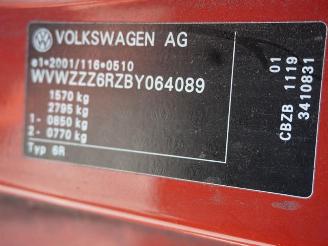 VOLKSWAGEN AG
e1*2001/116*0510
WVWZZZ6RZBY064089
1570 kg
2795 kg
1 - 0850 kg
2 - 0770 kg
Typ 6R
01
CBZB 1119
3410831